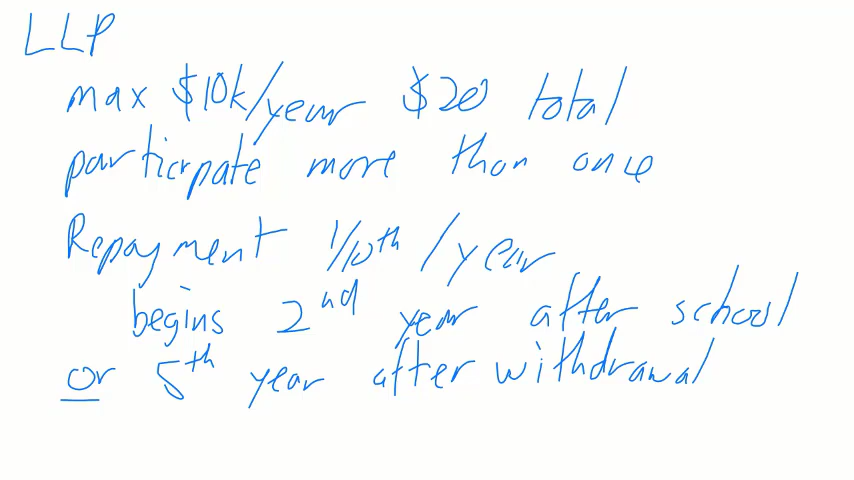 LLP
max $10k/year $20 total
participate more than once
Repayment 1/10th / year
begins 2nd year after school
or 5th year after withdrawal